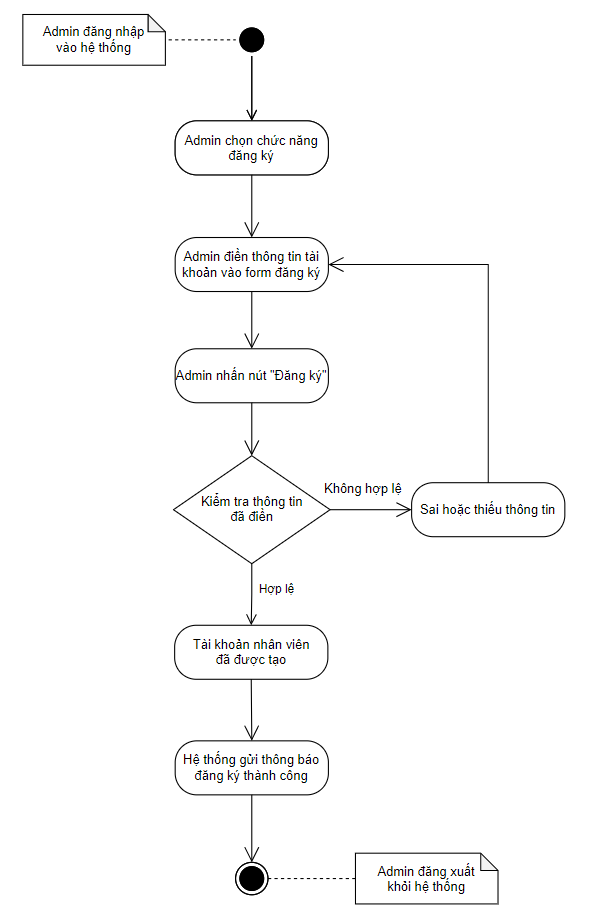 Admin đăng nhập
vào hệ thống
Admin chọn chức năng
đăng ký
Admin điền thông tin tài
khoản vào form đăng ký
Admin nhấn nút "Đăng ký"
Kiểm tra thông tin
đã điền
Không hợp lệ
Sai hoặc thiếu thông tin
Hợp lệ
Tài khoản nhân viên
đã được tạo
Hệ thống gửi thông báo
đăng ký thành công
Admin đăng xuất
khỏi hệ thống